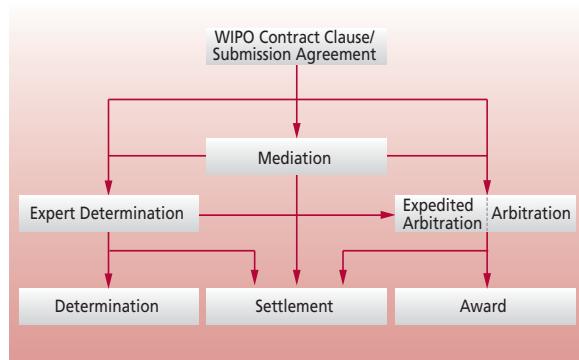 WIPO Contract Clause/
Submission Agreement
Mediation
Expert Determination
Expedited
Arbitration
Arbitration
Determination
Settlement
Award